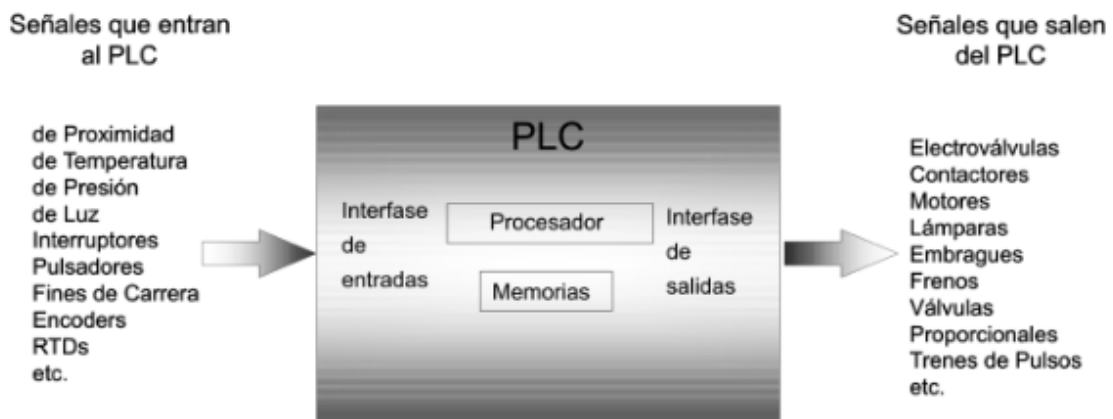 Señales que entran
al PLC
de Proximidad
de Temperatura
de Presión
de Luz
Interruptores
Pulsadores
Fines de Carrera
Encoders
RTDs
etc.
PLC
Interfase
de
entradas
Procesador
Memorias
Interfase
de
salidas
Señales que salen
del PLC
Electroválvulas
Contactores
Motores
Lámparas
Embragues
Frenos
Válvulas
Proporcionales
Trenes de Pulsos
etc.